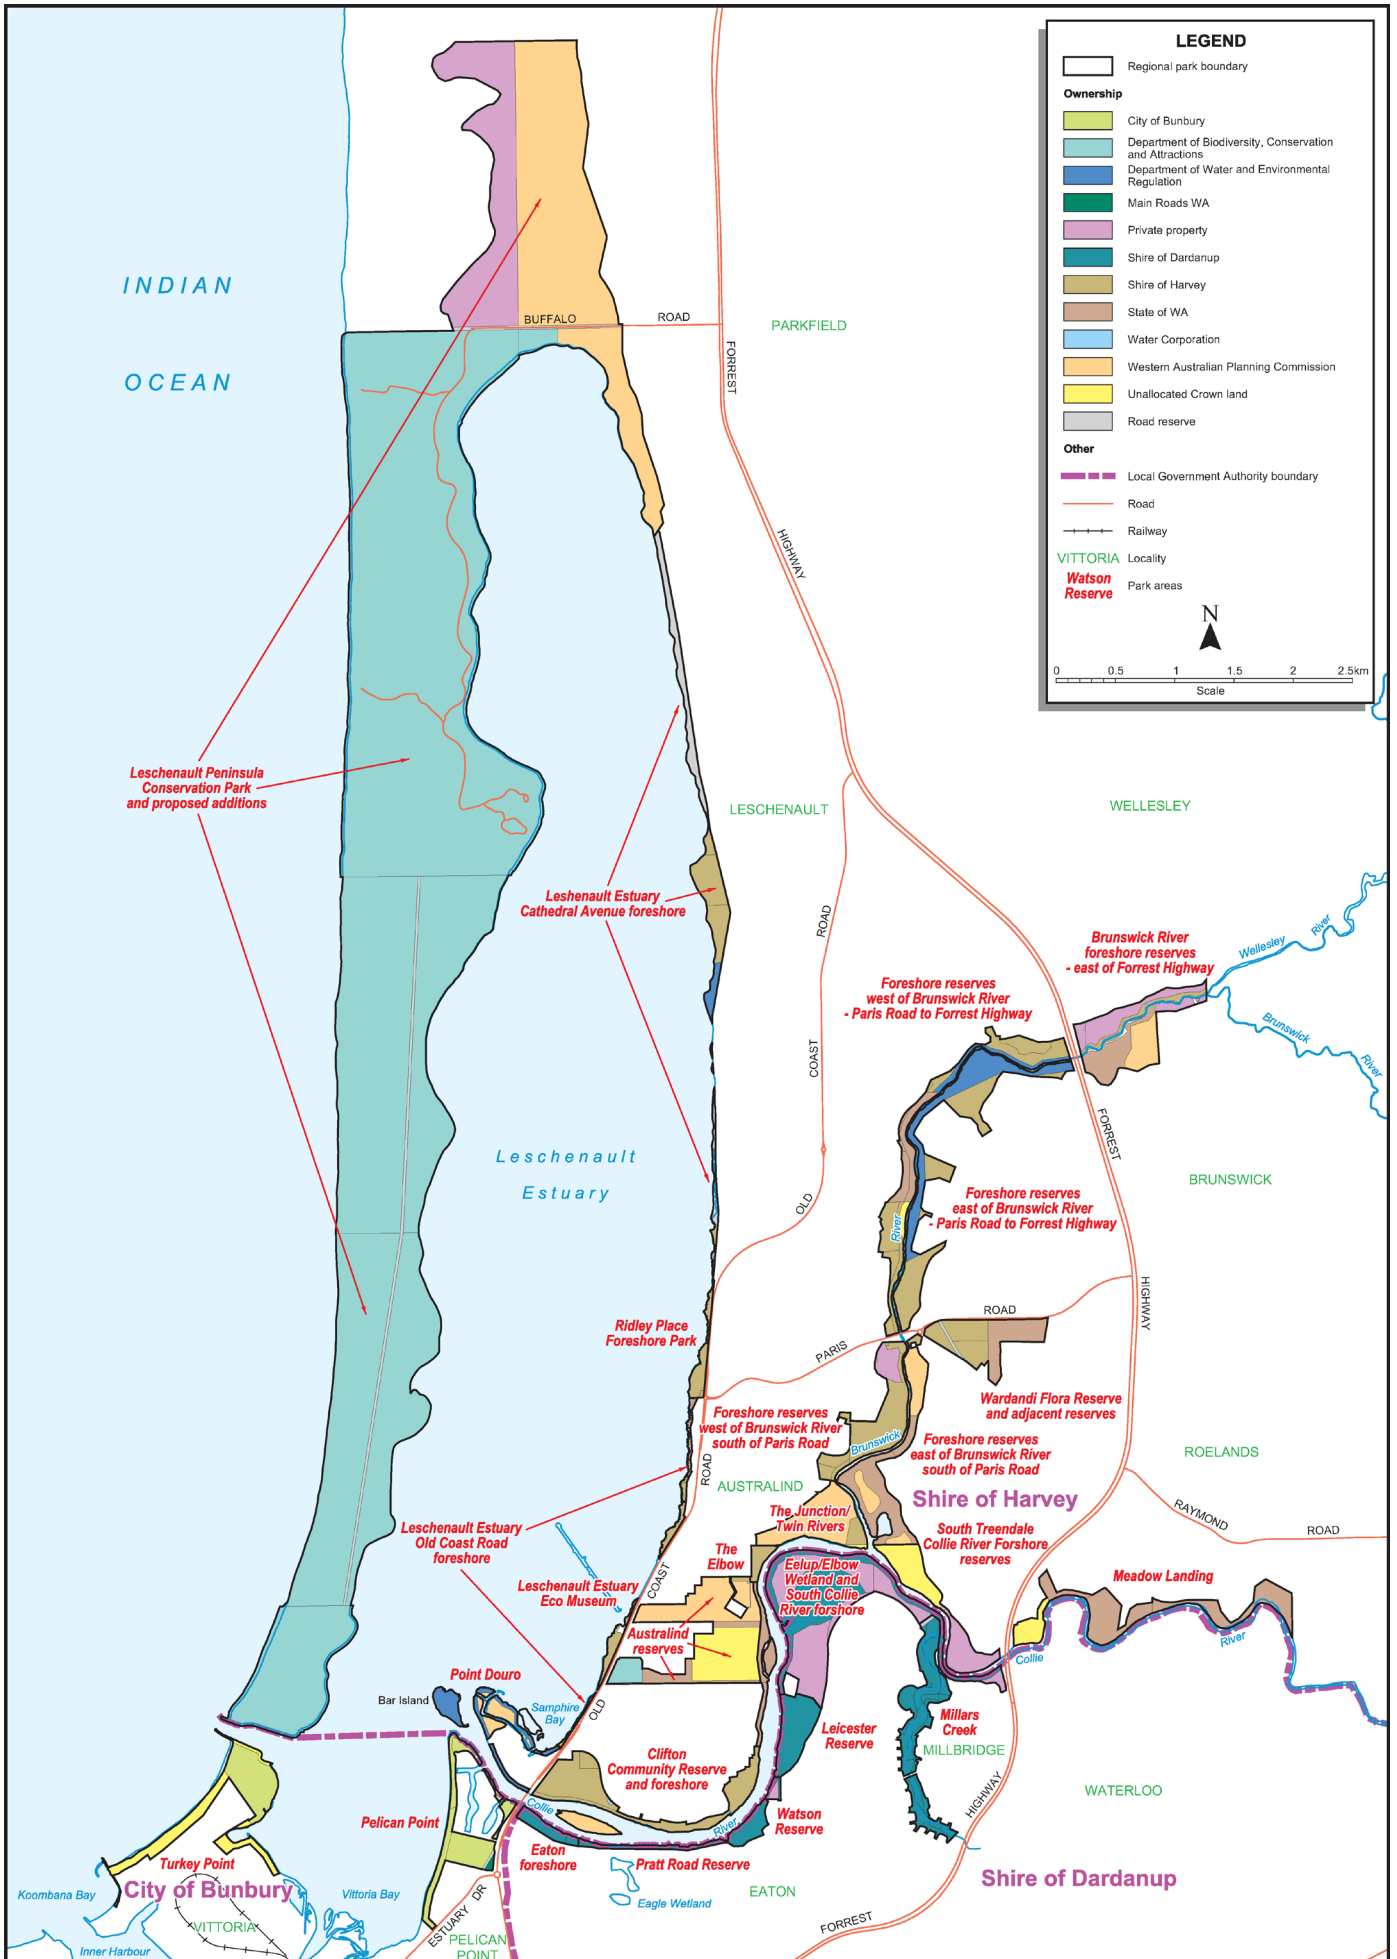 LEGEND
Regional park boundary
Ownership
City of Bunbury
Department of Biodiversity, Conservation
and Attractions
Department of Water and Environmental
Regulation
Main Roads WA
Private property
Shire of Dardanup
Shire of Harvey
State of WA
Water Corporation
Western Australian Planning Commission
Unallocated Crown land
Road reserve
Other
Local Government Authority boundary
Road
Railway
VITTORIA Locality
Watson
Reserve
Park areas
N
0 0.5 1 1.5 2 2.5km
Scale
INDIAN
OCEAN
BUFFALO ROAD
PARKFIELD
FORREST
HIGHWAY
Leschenault Peninsula
Conservation Park
and proposed additions
LESCHENAULT
WELLESLEY
Leshenault Estuary
Cathedral Avenue foreshore
ROAD
COAST
OLD
Brunswick River
foreshore reserves
- east of Forrest Highway
Wellesley River
Brunswick River
Foreshore reserves
west of Brunswick River
- Paris Road to Forrest Highway
FORREST
HIGHWAY
Leschenault
Estuary
BRUNSWICK
Foreshore reserves
east of Brunswick River
- Paris Road to Forrest Highway
River
Ridley Place
Foreshore Park
PARIS ROAD
Wardandi Flora Reserve
and adjacent reserves
Foreshore reserves
west of Brunswick River
south of Paris Road
Brunswick
Foreshore reserves
east of Brunswick River
south of Paris Road
ROELANDS
AUSTRALIND
ROAD
COAST
OLD
Shire of Harvey
RAYMOND ROAD
The Junction/
Twin Rivers
Leschenault Estuary
Old Coast Road
foreshore
South Treendale
Collie River Forshore
reserves
The
Elbow
Eelup/Elbow
Wetland and
South Collie
River forshore
Meadow Landing
Leschenault Estuary
Eco Museum
Australind
reserves
Collie River
Point Douro
Bar Island
Samphire
Bay
Leicester
Reserve
Millars
Creek
MILLBRIDGE
Clifton
Community Reserve
and foreshore
WATERLOO
HIGHWAY
FORREST
Pelican Point
Collie River
Watson
Reserve
Eaton
foreshore
Pratt Road Reserve
Turkey Point
City of Bunbury
Koombana Bay
Vittoria Bay
Eagle Wetland
EATON
Shire of Dardanup
VITTORIA
ESTUARY DR
PELICAN
POINT
Inner Harbour